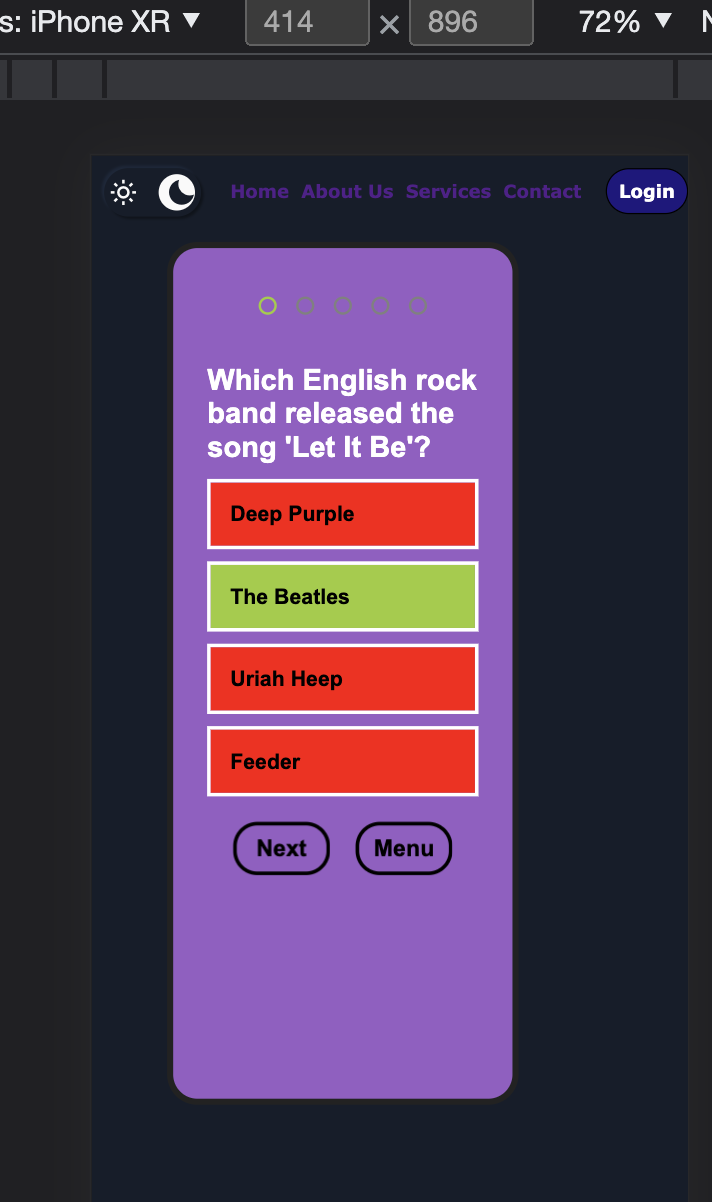 s: iPhone XR ▼ 414 × 896 72% ▼
Home About Us Services Contact Login
Which English rock
band released the
song 'Let It Be'?
Deep Purple
The Beatles
Uriah Heep
Feeder
Next Menu